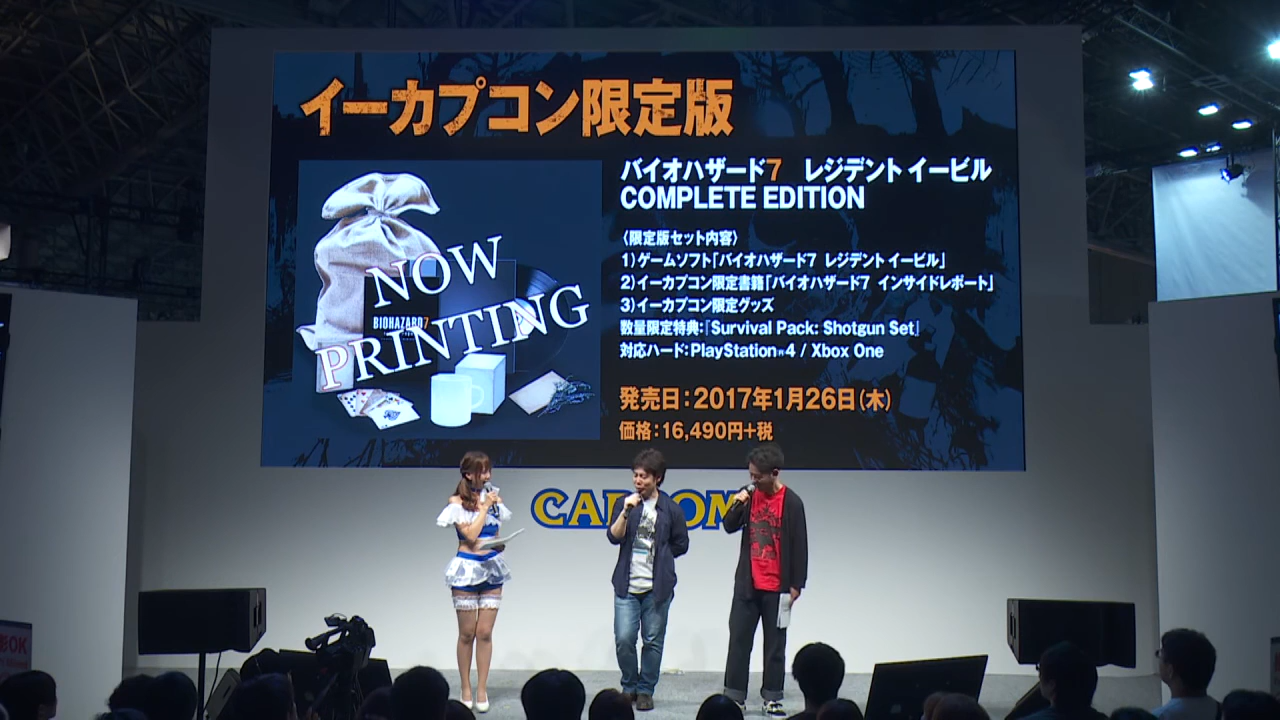 イーカプコン限定版
バイオハザード7 レジデント イービル
COMPLETE EDITION
〈限定版セット内容〉
1)ゲームソフト「バイオハザード7 レジデント イービル」
2)イーカプコン限定書籍「バイオハザード7 インサイドレポート」
3)イーカプコン限定グッズ
数量限定特典:『Survival Pack: Shotgun Set』
対応ハード:PlayStation®4 / Xbox One
発売日:2017年1月26日(木)
価格:16,490円+税
NOW
PRINTING
BIOHAZARD7
CAPCOM
影OK